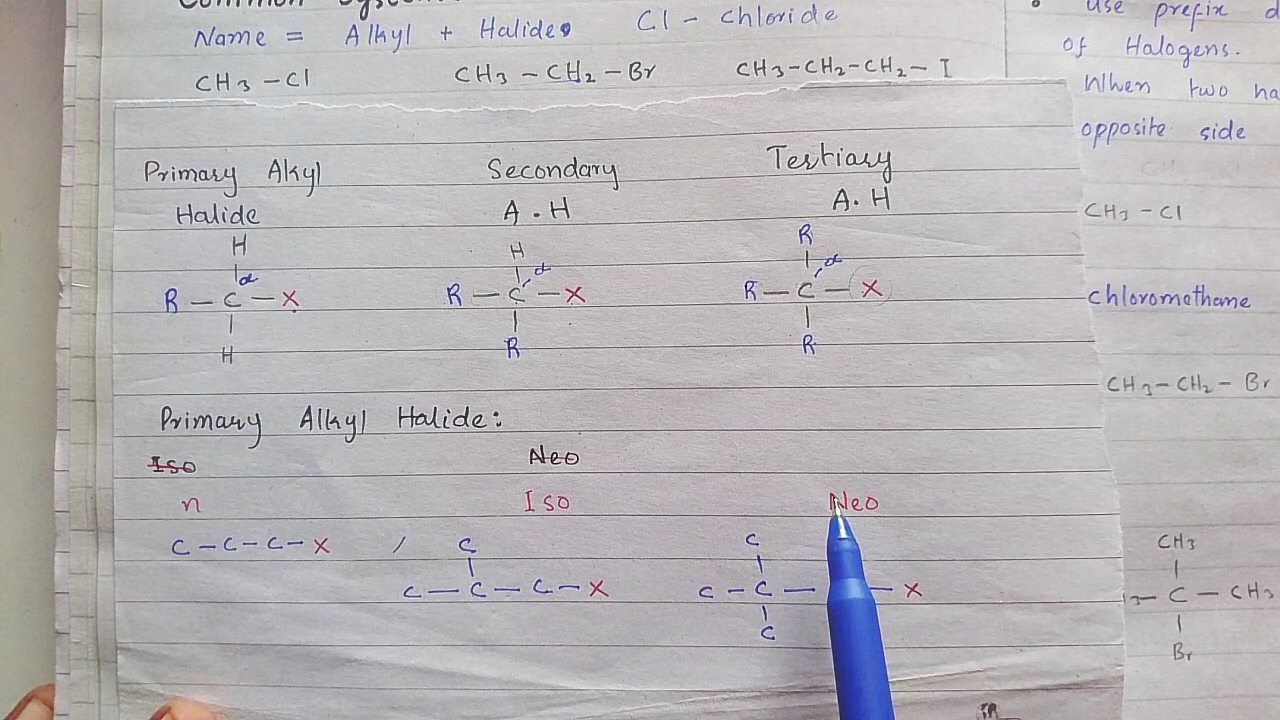 Name = Alkyl + Halide. Cl - Chloride
CH3 - Cl CH3 - CH2 - Br CH3-CH2-CH2- I
Primary Akyl Secondary Tertiary
Halide A . H A. H
H H R
α α α
R - C - X R - C - X R - C - X
H R R
Primary Alkyl Halide:
Iso Neo
n Iso Neo
C - C - C - X / C C
C - C - C - X C - C - - X
C
use prefix
of Halogens.
When two
opposite side
CH3 - Cl
chloromethane
CH3 - CH2 - Br
CH3
- C - CH3
Br